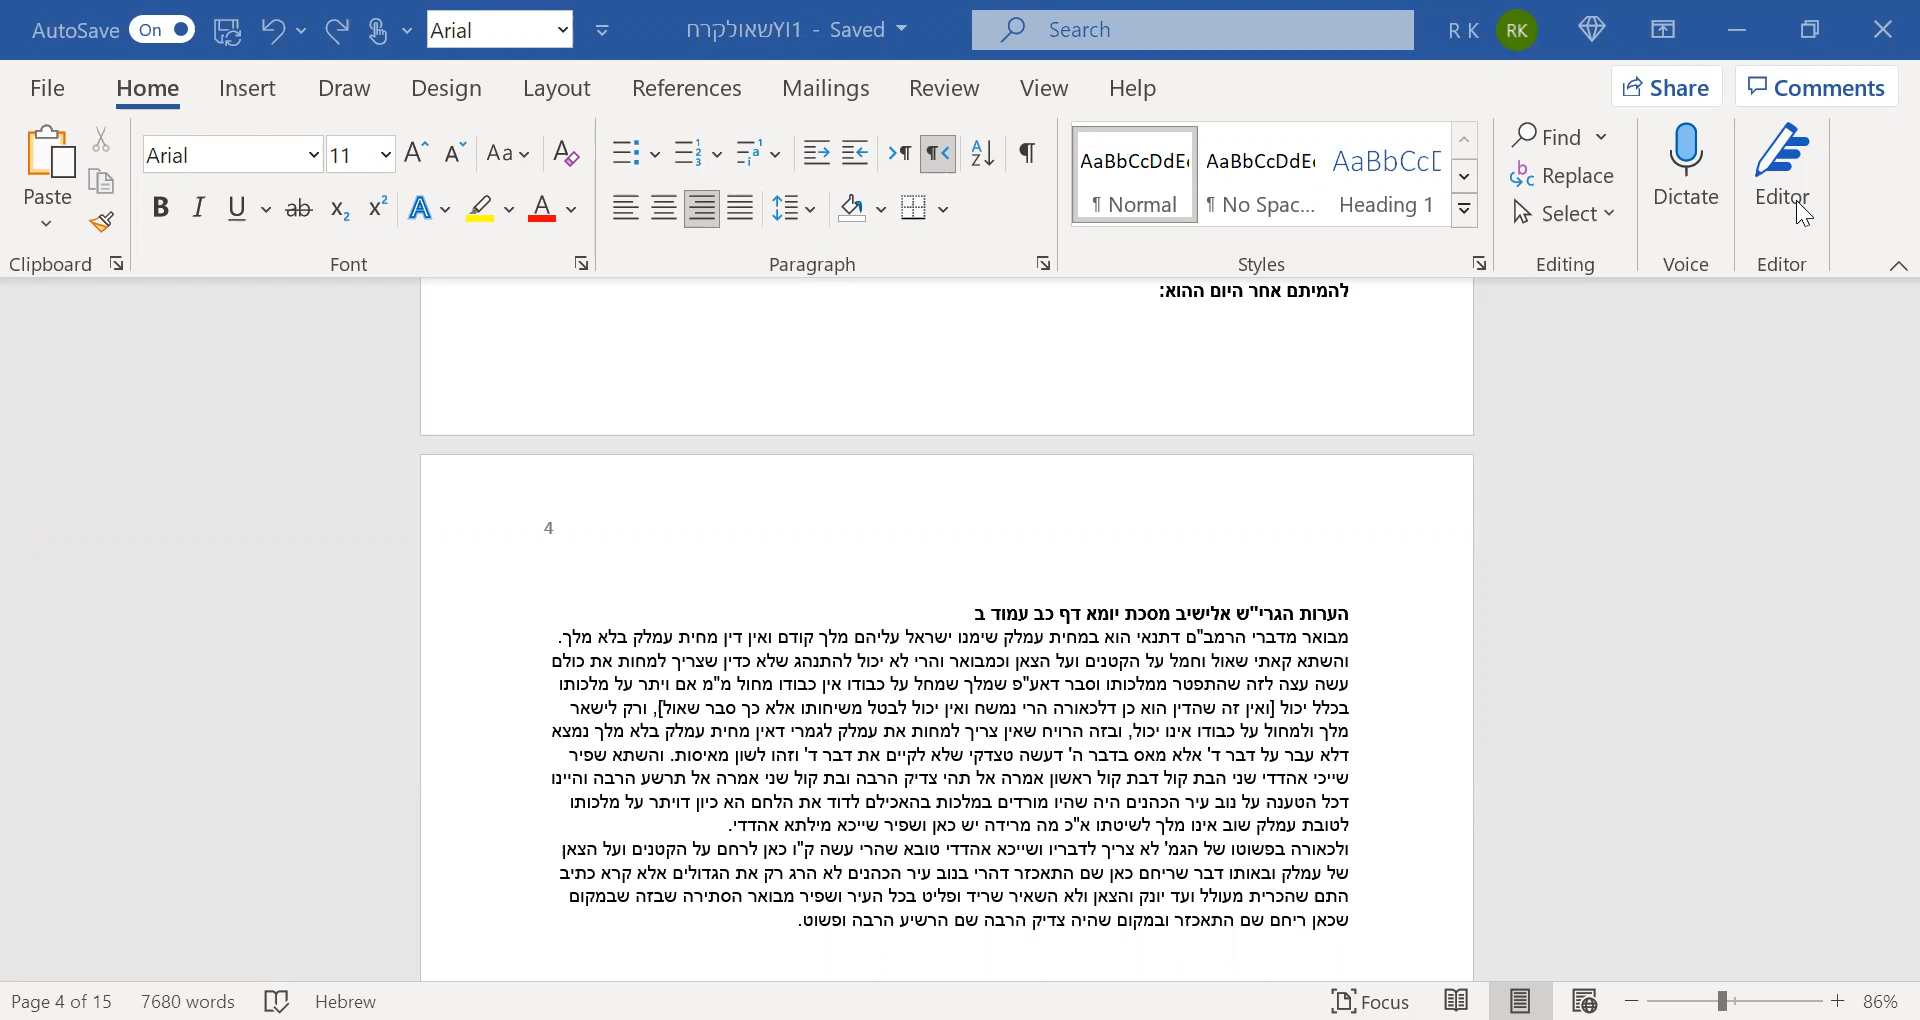 AutoSave On Arial שאולקרחYI1 - Saved Search R K RK
File Home Insert Draw Design Layout References Mailings Review View Help Share Comments
Paste Arial 11 Aa AaBbCcDdEe AaBbCcDdEe AaBbCcD Find
Replace
¶ Normal ¶ No Spac... Heading 1 Dictate Editor
Select
Clipboard Font Paragraph Styles Editing Voice Editor
להמיתם אחר היום ההוא:
4
הערות הגרי"ש אלישיב מסכת יומא דף כב עמוד ב
מבואר מדברי הרמב"ם דתנאי הוא במחית עמלק שימנו ישראל עליהם מלך קודם ואין דין מחית עמלק בלא מלך.
והשתא קאתי שאול וחמל על הקטנים ועל הצאן וכמבואר והרי לא יכול להתנהג שלא כדין שצריך למחות את כולם
עשה עצה לזה שהתפטר ממלכותו וסבר דאע"פ שמלך שמחל על כבודו אין כבודו מחול מ"מ אם ויתר על מלכותו
בכלל יכול [ואין זה שהדין הוא כן דלכאורה הרי נמשח ואין יכול לבטל משיחותו אלא כך סבר שאול], ורק לישאר
מלך ולמחול על כבודו אינו יכול, ובזה הרויח שאין צריך למחות את עמלק לגמרי דאין מחית עמלק בלא מלך נמצא
דלא עבר על דבר ד' אלא מאס בדבר ה' דעשה טצדקי שלא לקיים את דבר ד' וזהו לשון מאיסות. והשתא שפיר
שייכי אהדדי שני הבת קול דבת קול ראשון אמרה אל תהי צדיק הרבה ובת קול שני אמרה אל תרשע הרבה והיינו
דכל הטענה על נוב עיר הכהנים היה שהיו מורדים במלכות בהאכילם לדוד את הלחם הא כיון דויתר על מלכותו
לטובת עמלק שוב אינו מלך לשיטתו א"כ מה מרידה יש כאן ושפיר שייכא מילתא אהדדי.
ולכאורה בפשוטו של הגמ' לא צריך לדבריו ושייכא אהדדי טובא שהרי עשה ק"ו כאן לרחם על הקטנים ועל הצאן
של עמלק ובאותו דבר שריחם כאן שם התאכזר דהרי בנוב עיר הכהנים לא הרג רק את הגדולים אלא קרא כתיב
התם שהכרית מעולל ועד יונק והצאן ולא השאיר שריד ופליט בכל העיר ושפיר מבואר הסתירה שבזה שבמקום
שכאן ריחם שם התאכזר ובמקום שהיה צדיק הרבה שם הרשיע הרבה ופשוט.
Page 4 of 15 7680 words Hebrew Focus 86%